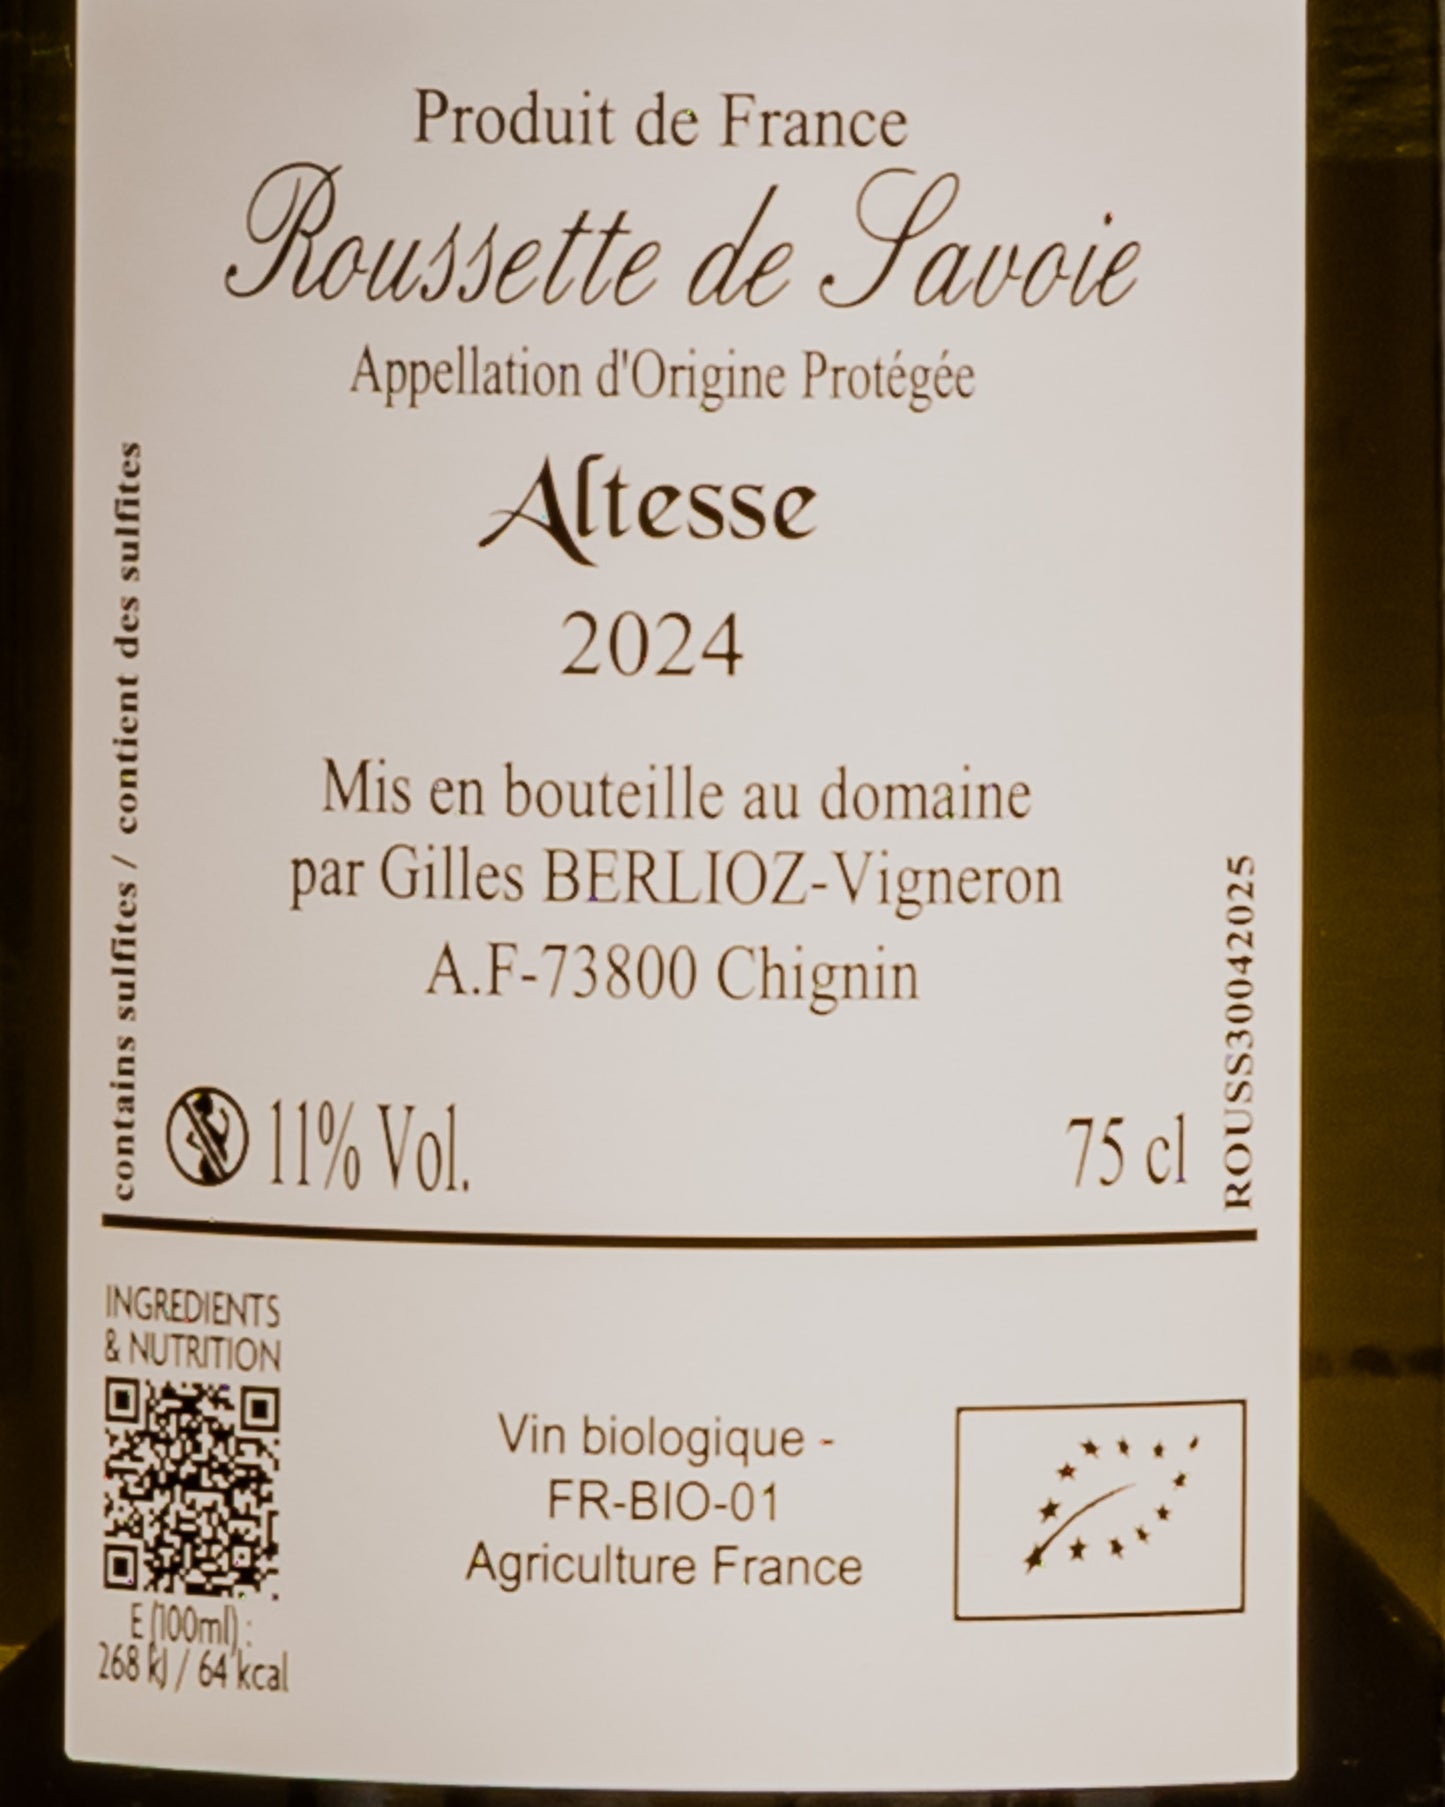 Produit de France
Roussette de Savoie
Appellation d'Origine Protégée
Altesse
2024
Mis en bouteille au domaine
par Gilles BERLIOZ-Vigneron
A.F-73800 Chignin
contains sulfites / contient des sulfites
11% Vol.
75 cl
ROUSS30042025
INGREDIENTS
& NUTRITION
E (100ml) :
268 kJ / 64 kcal
Vin biologique -
FR-BIO-01
Agriculture France